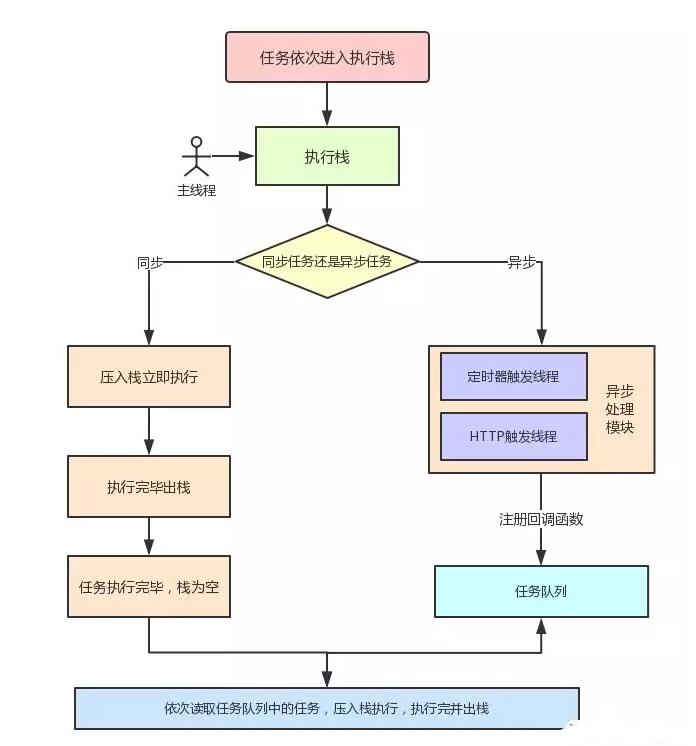 任务依次进入执行栈
执行栈
主线程
同步任务还是异步任务
同步
异步
压入栈立即执行
定时器触发线程
HTTP触发线程
异步
处理
模块
执行完毕出栈
注册回调函数
任务执行完毕，栈为空
任务队列
依次读取任务队列中的任务，压入栈执行，执行完并出栈